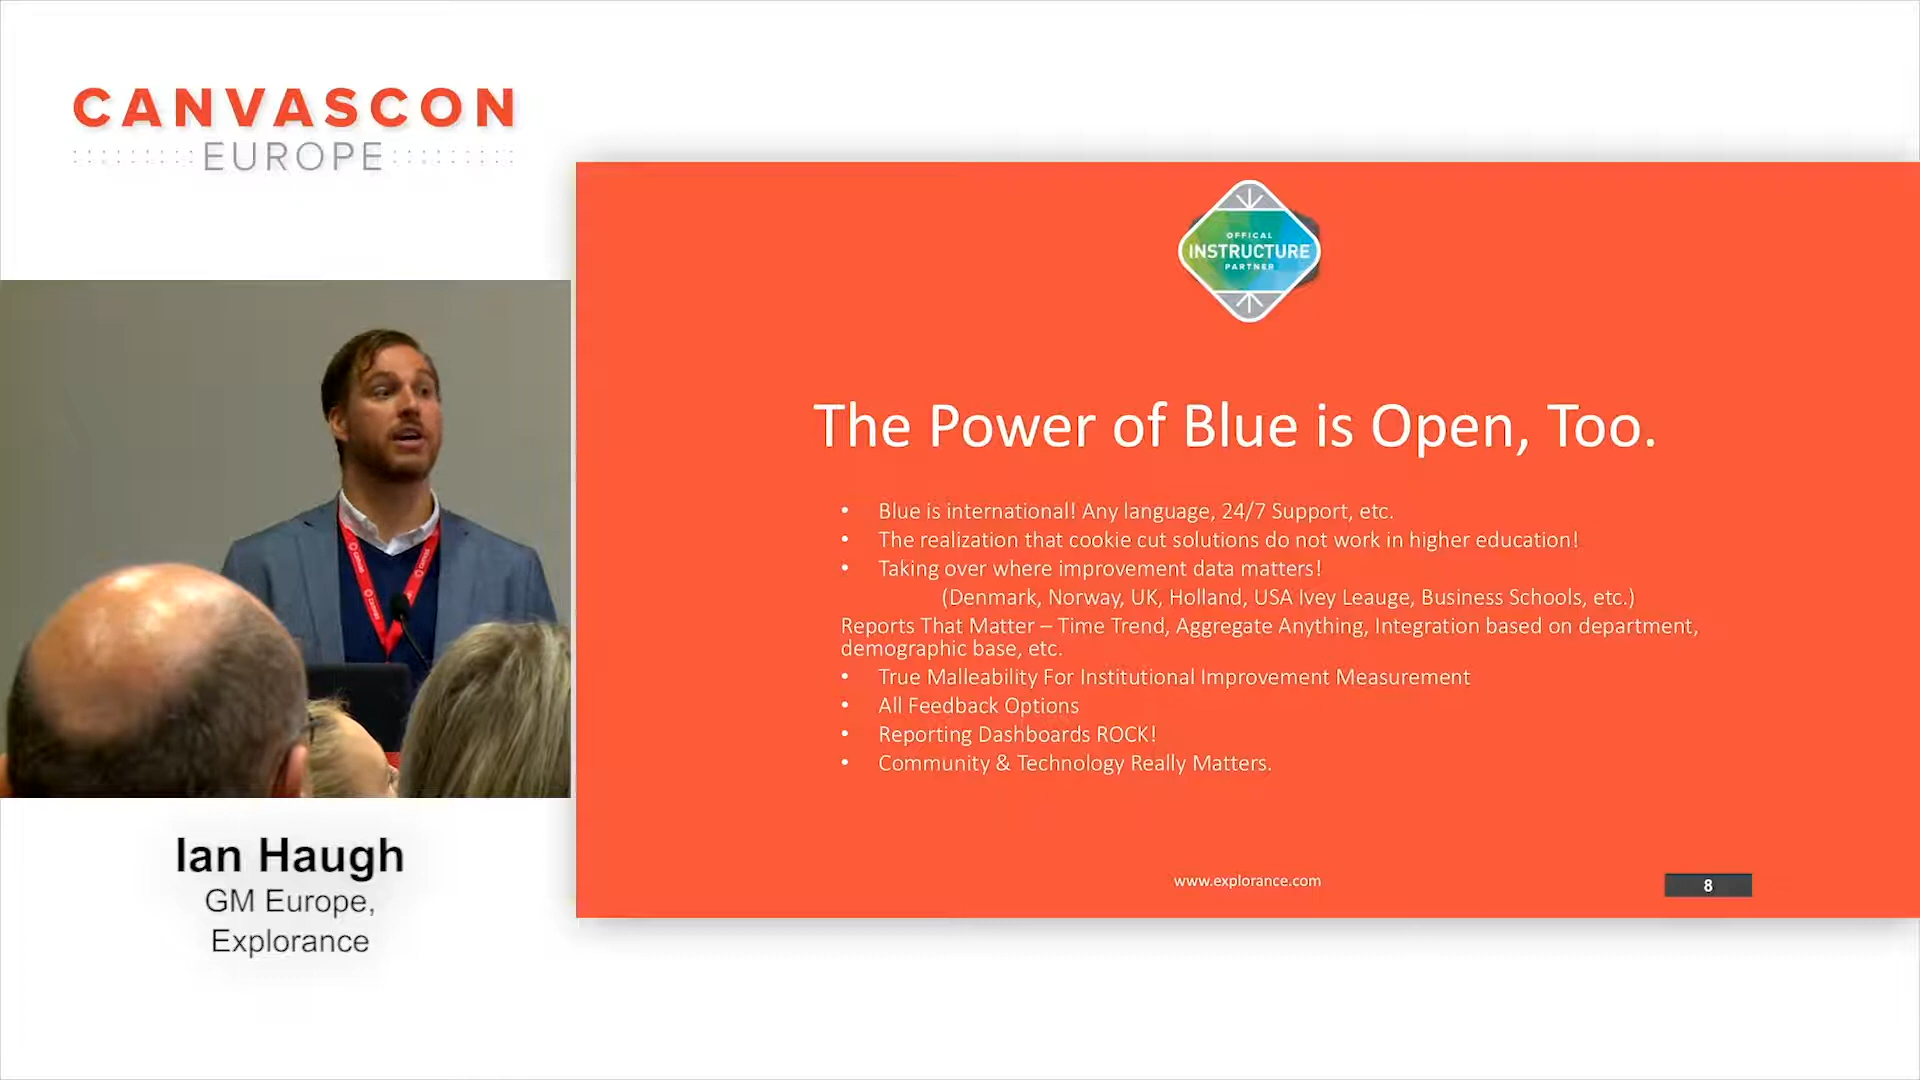 CANVASCON
EUROPE
OFFICAL
INSTRUCTURE
PARTNER
The Power of Blue is Open, Too.
• Blue is international! Any language, 24/7 Support, etc.
• The realization that cookie cut solutions do not work in higher education!
• Taking over where improvement data matters!
(Denmark, Norway, UK, Holland, USA Ivey Leauge, Business Schools, etc.)
Reports That Matter – Time Trend, Aggregate Anything, Integration based on department,
demographic base, etc.
• True Malleability For Institutional Improvement Measurement
• All Feedback Options
• Reporting Dashboards ROCK!
• Community & Technology Really Matters.
www.explorance.com
8
Ian Haugh
GM Europe,
Explorance